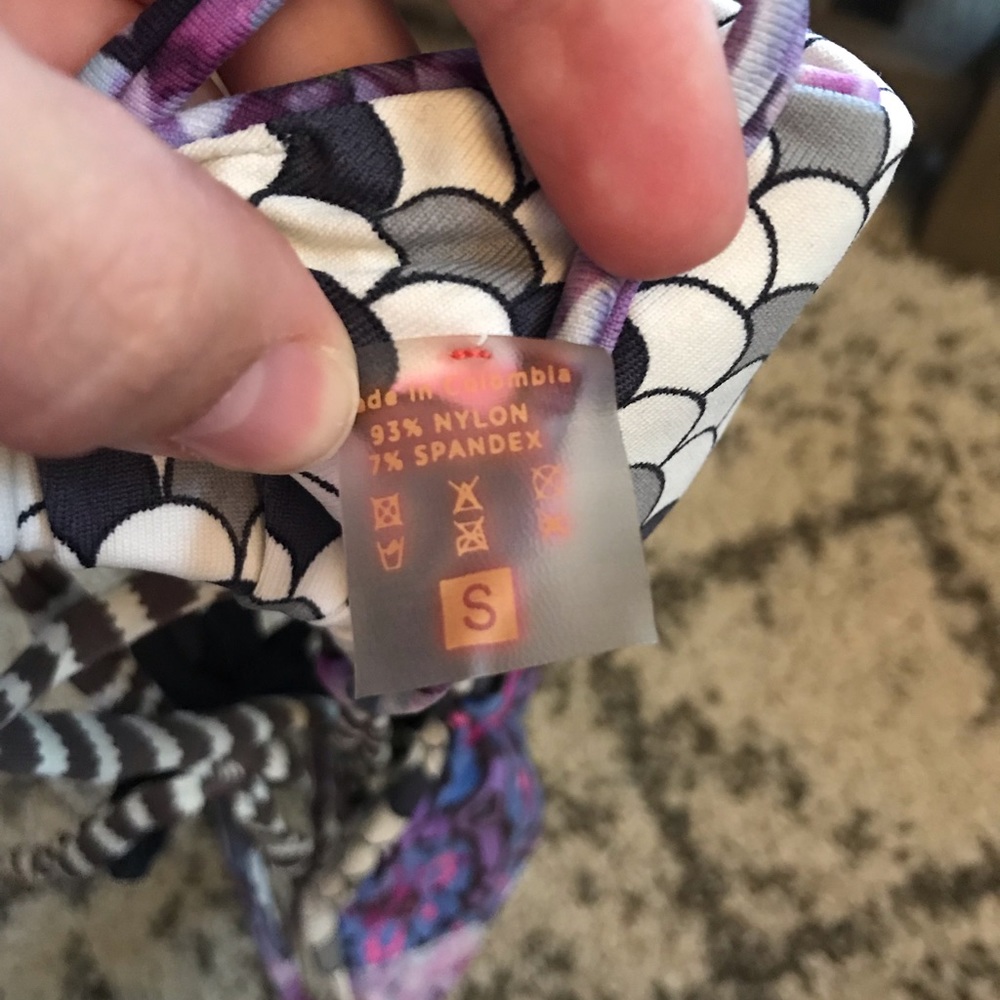 ade in Colombia
93% NYLON
7% SPANDEX
S